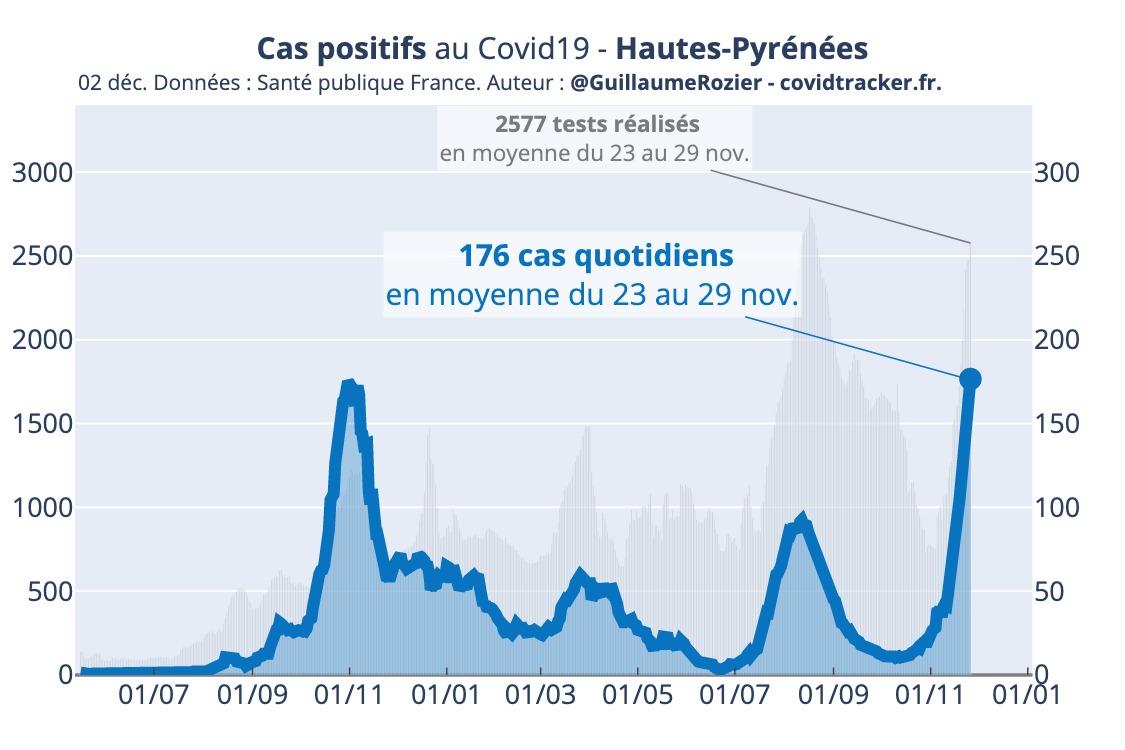 Cas positifs au Covid19 - Hautes-Pyrénées
02 déc. Données : Santé publique France. Auteur : @GuillaumeRozier - covidtracker.fr.
2577 tests réalisés
en moyenne du 23 au 29 nov.
176 cas quotidiens
en moyenne du 23 au 29 nov.
3000
2500
2000
1500
1000
500
0
300
250
200
150
100
50
0
01/07 01/09 01/11 01/01 01/03 01/05 01/07 01/09 01/11 01/01